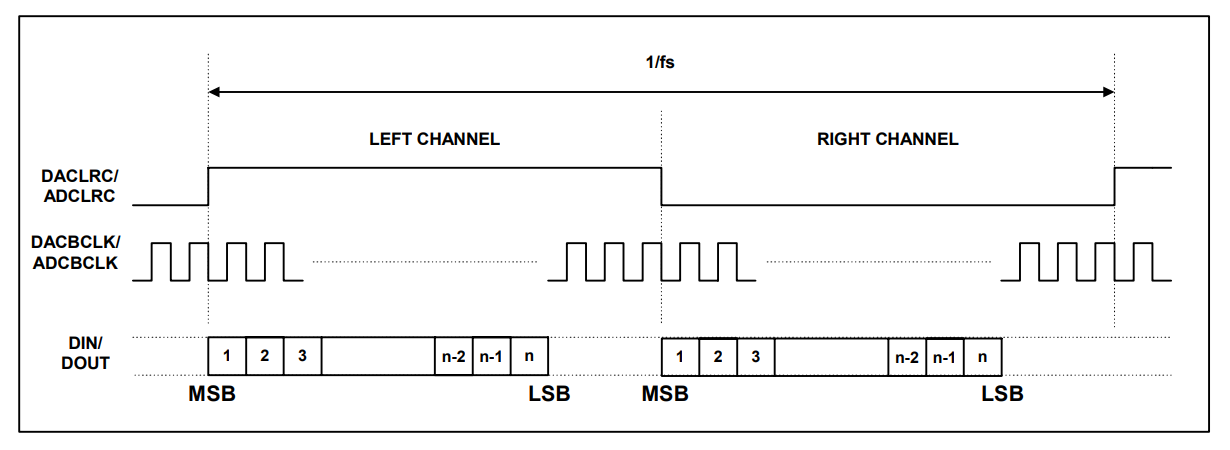 1/fs
LEFT CHANNEL
RIGHT CHANNEL
DACLRC/
ADCLRC
DACBCLK/
ADCBCLK
DIN/
DOUT
1 2 3 n-2 n-1 n 1 2 3 n-2 n-1 n
MSB LSB MSB LSB